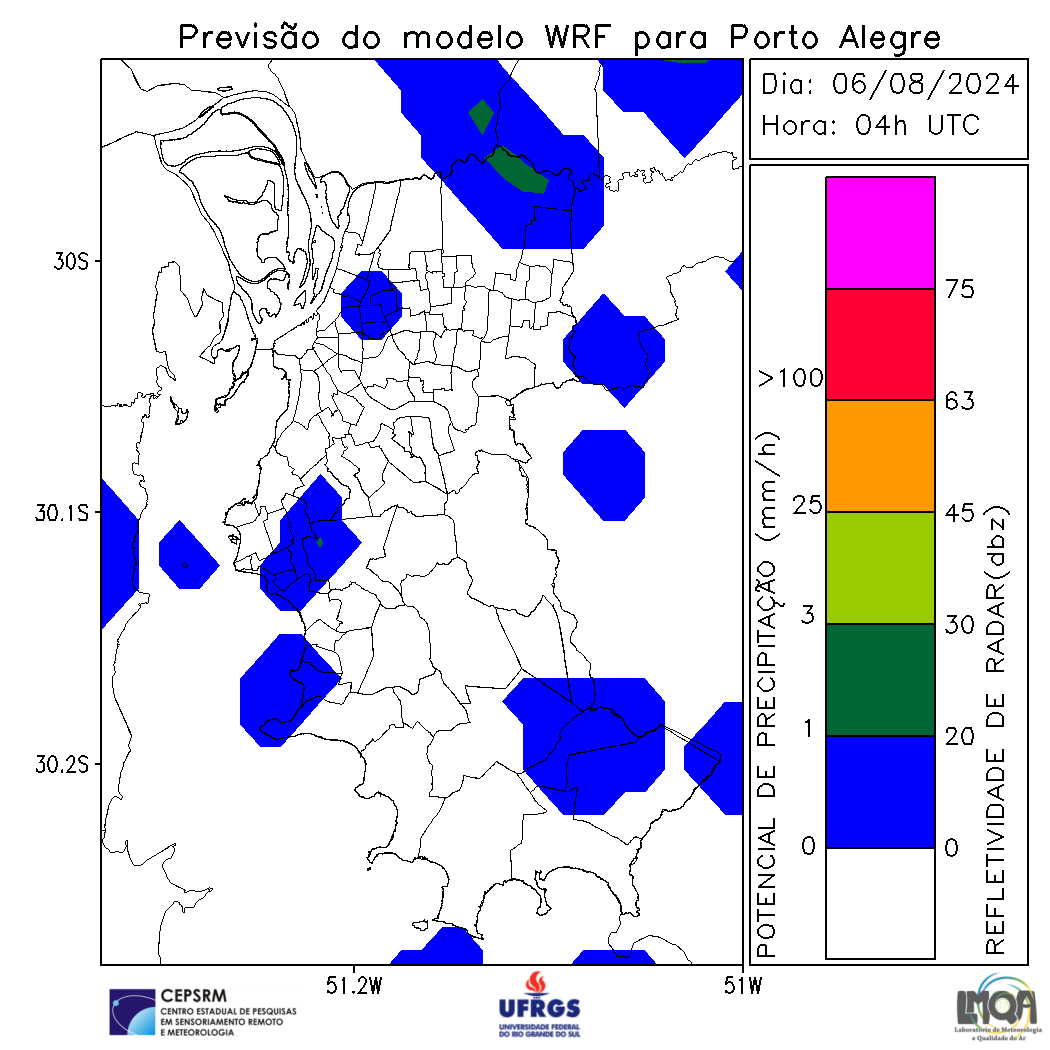 Previsão do modelo WRF para Porto Alegre
Dia: 06/08/2024
Hora: 04h UTC
30S
30.1S
30.2S
51.2W
51W
POTENCIAL DE PRECIPITAÇÃO (mm/h)
>100
25
3
1
0
75
63
45
30
20
0
REFLETIVIDADE DE RADAR(dbz)
CEPSRM
CENTRO ESTADUAL DE PESQUISAS
EM SENSORIAMENTO REMOTO
E METEOROLOGIA
UFRGS
UNIVERSIDADE FEDERAL
DO RIO GRANDE DO SUL
LMQA
Laboratório de Meteorologia
e Qualidade do Ar